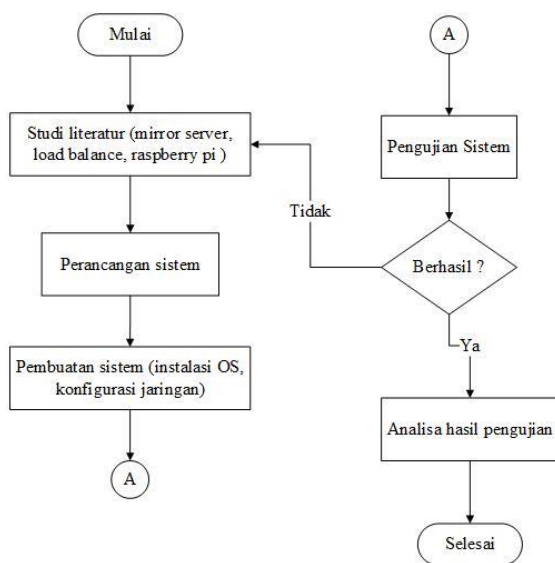 Mulai
Studi literatur (mirror server,
load balance, raspberry pi )
Perancangan sistem
Pembuatan sistem (instalasi OS,
konfigurasi jaringan)
A
A
Pengujian Sistem
Berhasil ?
Tidak
Ya
Analisa hasil pengujian
Selesai